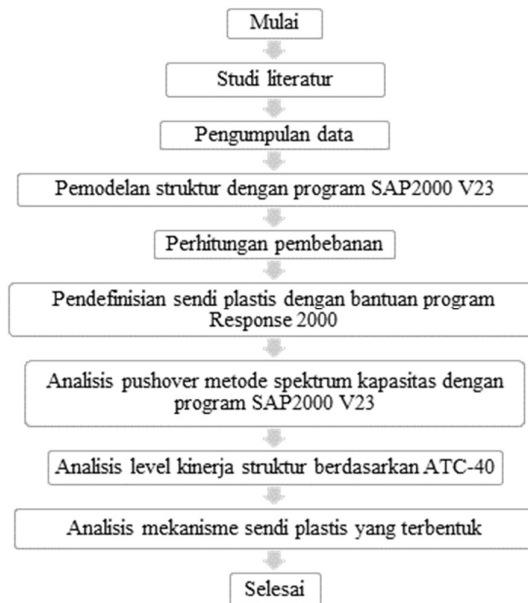 Mulai
Studi literatur
Pengumpulan data
Pemodelan struktur dengan program SAP2000 V23
Perhitungan pembebanan
Pendefinisian sendi plastis dengan bantuan program
Response 2000
Analisis pushover metode spektrum kapasitas dengan
program SAP2000 V23
Analisis level kinerja struktur berdasarkan ATC-40
Analisis mekanisme sendi plastis yang terbentuk
Selesai